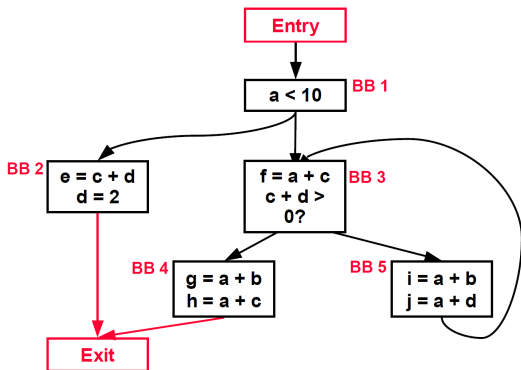 Entry
BB 1
a < 10
BB 2
e = c + d
d = 2
f = a + c
c + d >
0?
BB 3
BB 4
g = a + b
h = a + c
BB 5
i = a + b
j = a + d
Exit